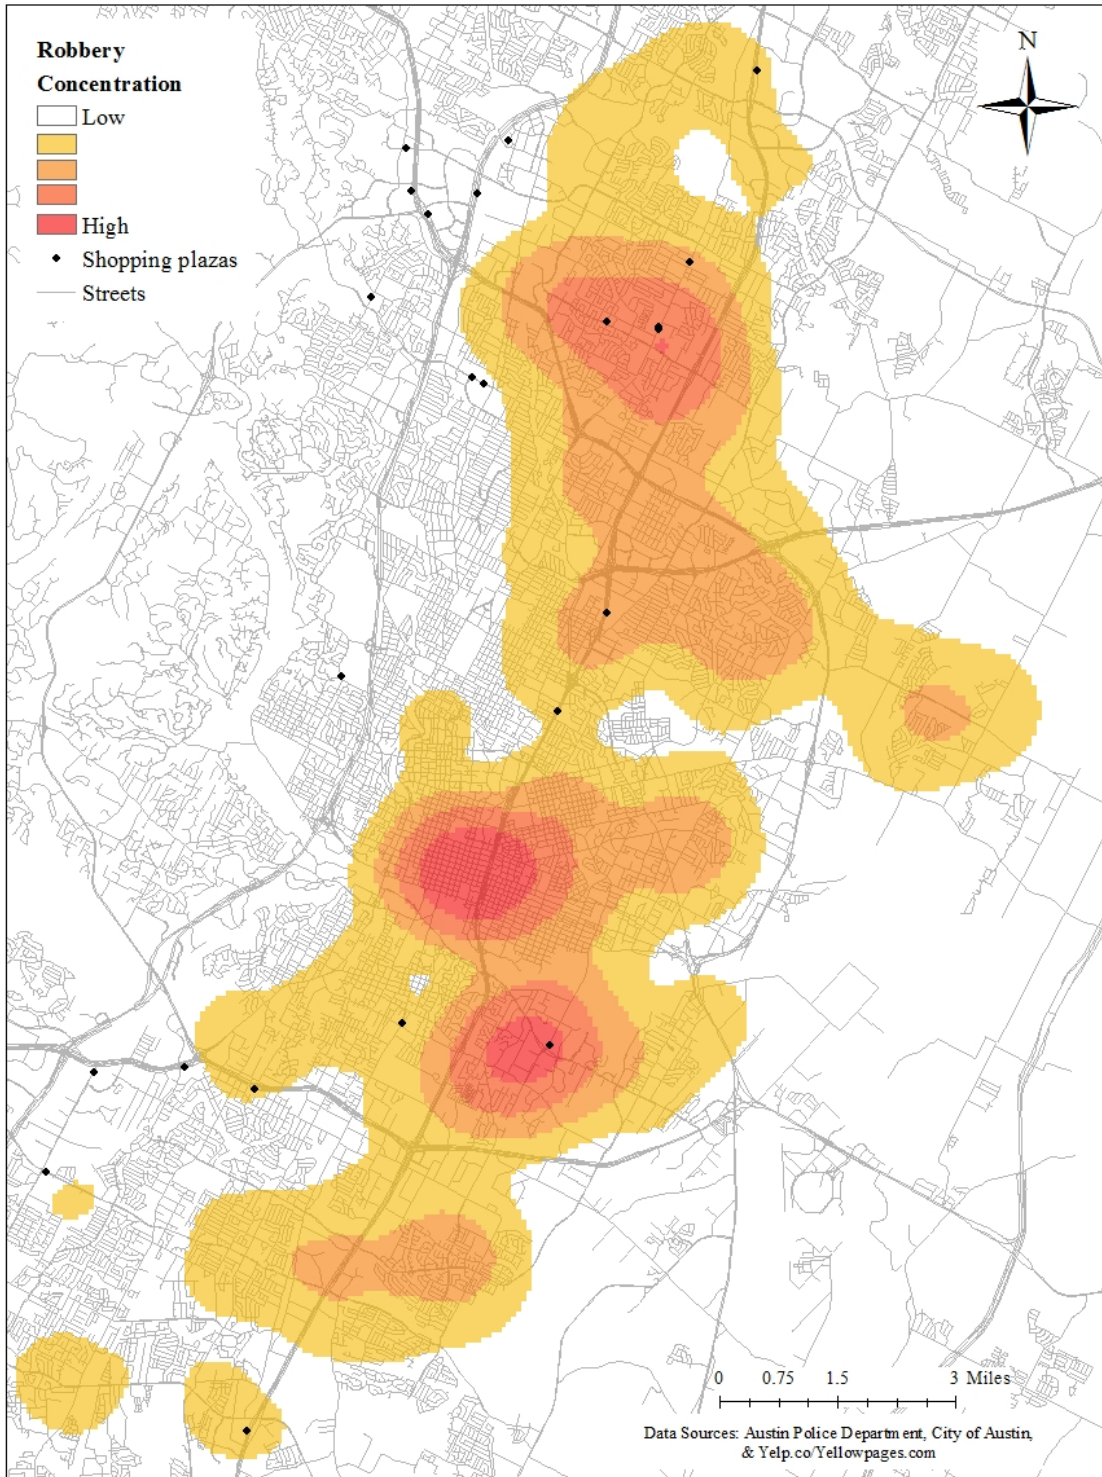 Robbery
Concentration
Low
High
Shopping plazas
Streets
N
0 0.75 1.5 3 Miles
Data Sources: Austin Police Department, City of Austin,
& Yelp.co/Yellowpages.com